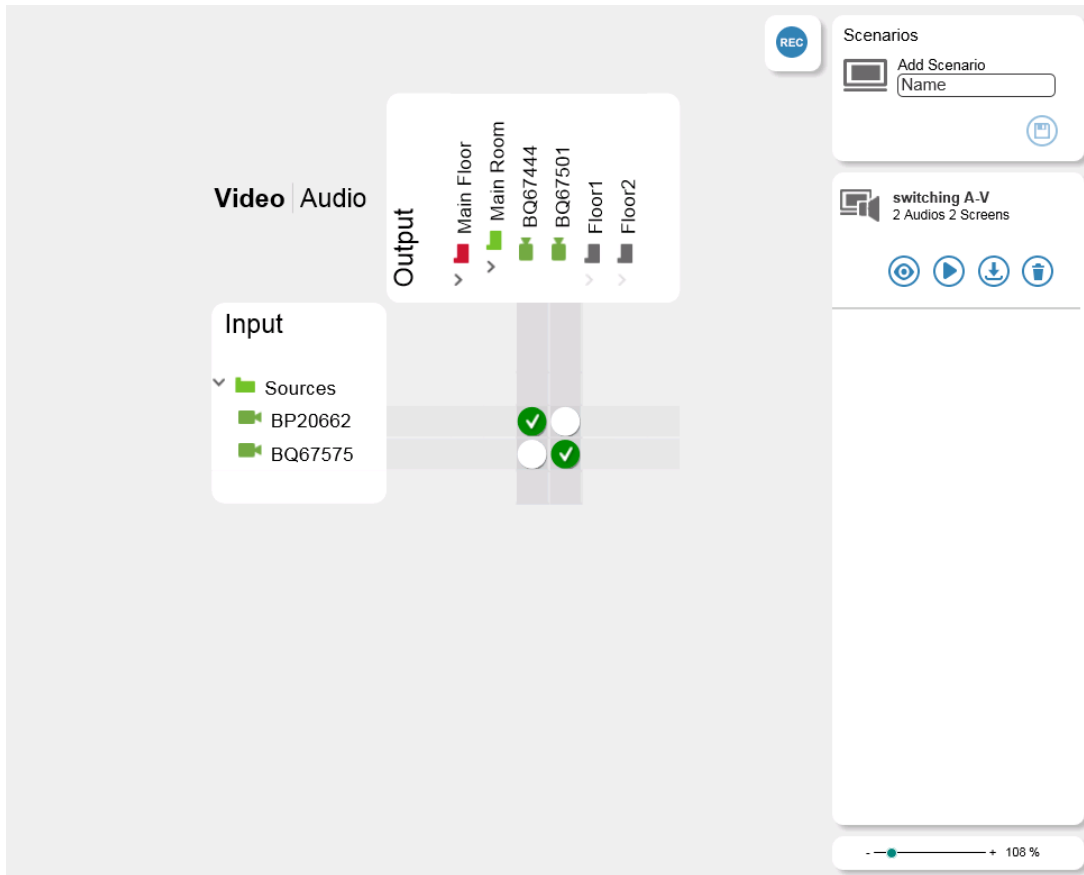 REC
Scenarios
Add Scenario
Name
Video Audio
Output
Main Floor
Main Room
BQ67444
BQ67501
Floor1
Floor2
switching A-V
2 Audios 2 Screens
Input
Sources
BP20662
BQ67575
- + 108 %